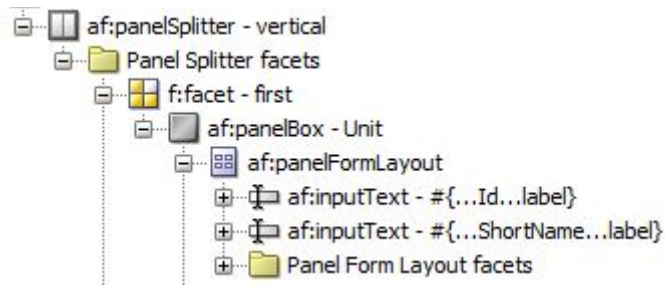 af:panelSplitter - vertical
Panel Splitter facets
f:facet - first
af:panelBox - Unit
af:panelFormLayout
af:inputText - #{...Id...label}
af:inputText - #{...ShortName...label}
Panel Form Layout facets